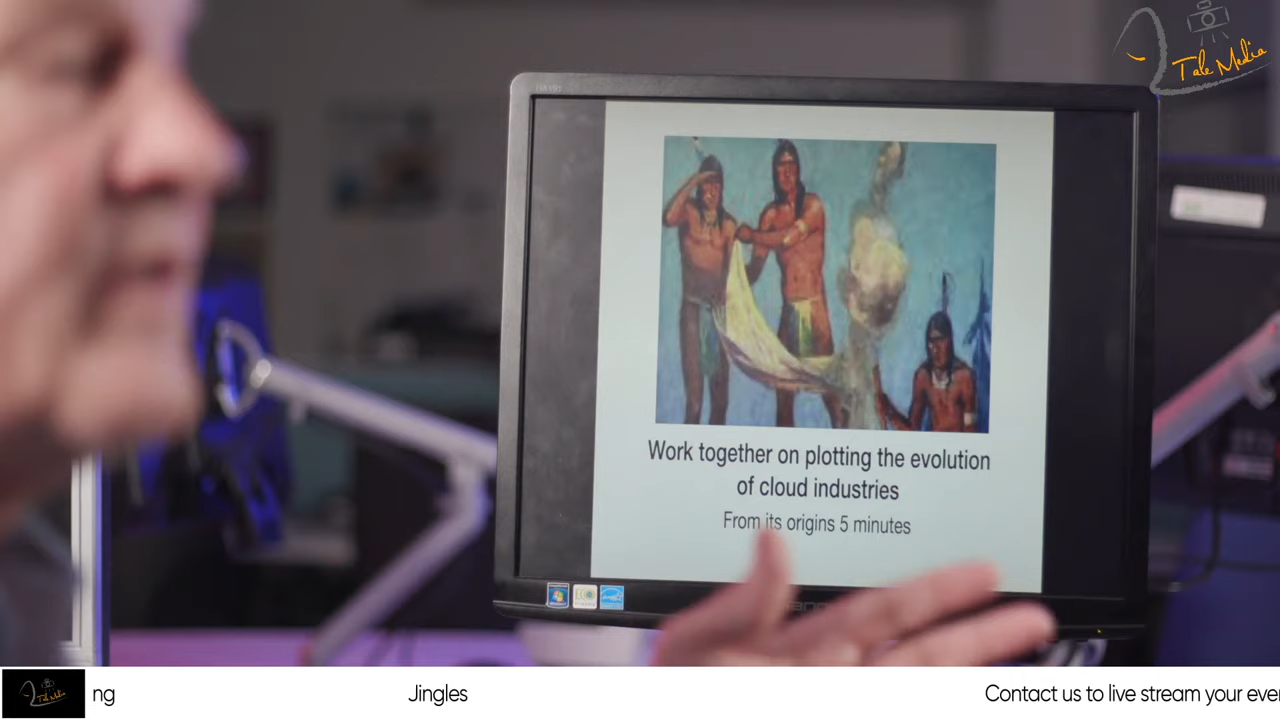 Tale Media
Work together on plotting the evolution
of cloud industries
From its origins 5 minutes
ng
Jingles
Contact us to live stream your ever